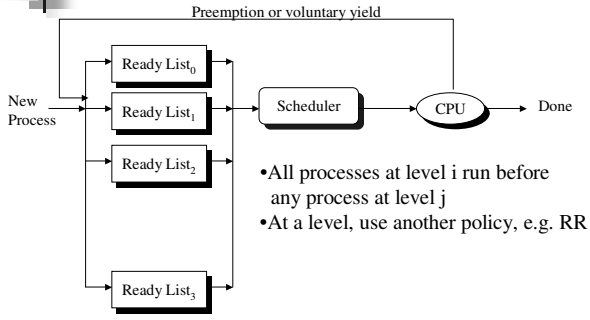 Preemption or voluntary yield
Ready List₀
New
Process
Ready List₁
Scheduler
CPU
Done
Ready List₂
•All processes at level i run before
any process at level j
•At a level, use another policy, e.g. RR
Ready List₃